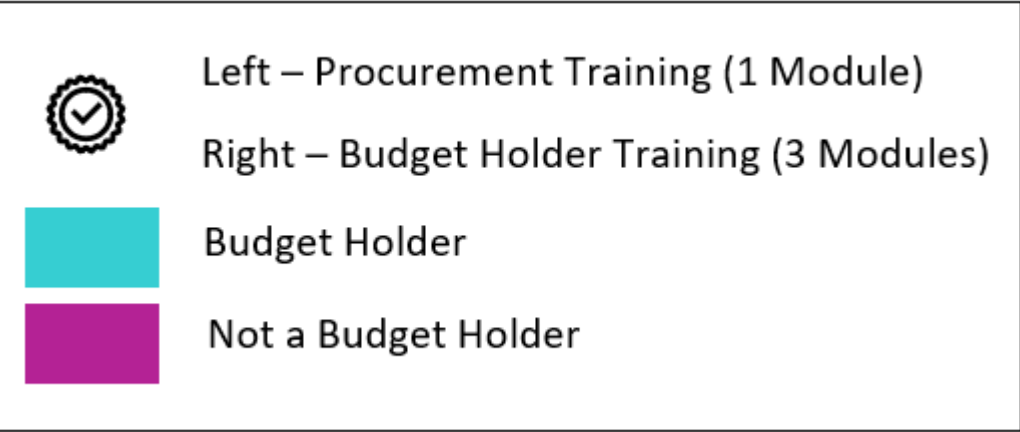 Left – Procurement Training (1 Module)
Right – Budget Holder Training (3 Modules)
Budget Holder
Not a Budget Holder